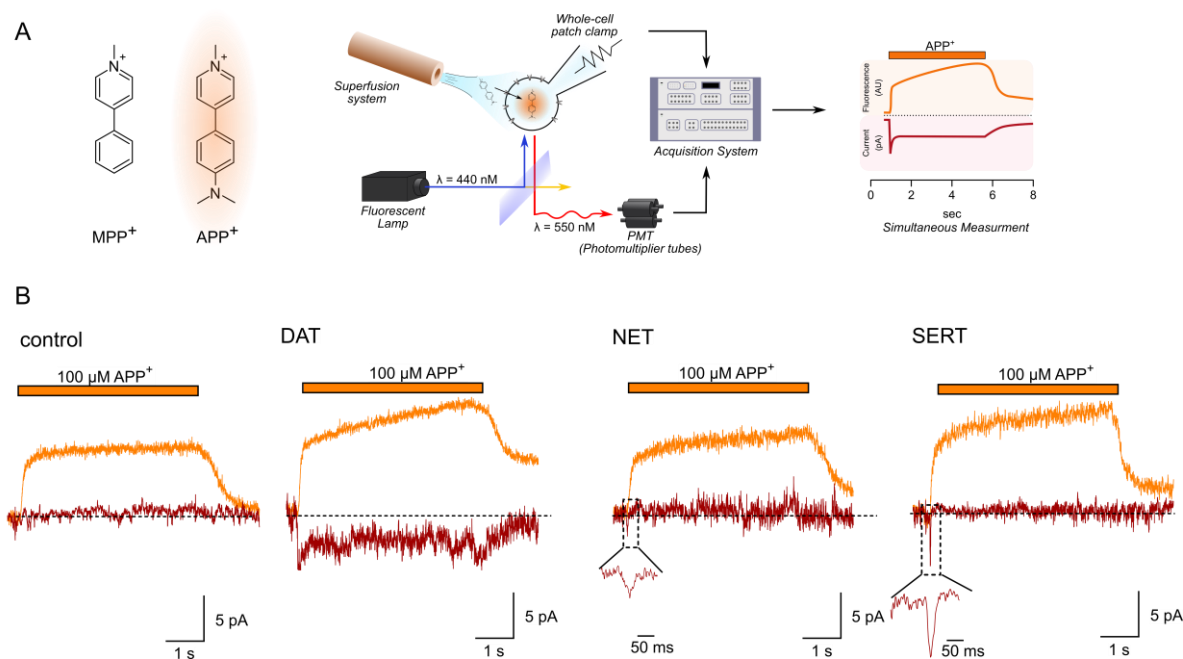 A
N
+
N
MPP+
N
+
N
APP+
Superfusion
system
Whole-cell
patch clamp
λ = 440 nM
Fluorescent
Lamp
λ = 550 nM
PMT
(Photomultiplier tubes)
Acquisition System
APP+
Fluorescence
(AU)
Current
(pA)
0 2 4 6 8
sec
Simultaneous Measurment
B
control
100 µM APP+
5 pA
1 s
DAT
100 µM APP+
5 pA
1 s
NET
100 µM APP+
50 ms
5 pA
1 s
SERT
100 µM APP+
50 ms
5 pA
1 s